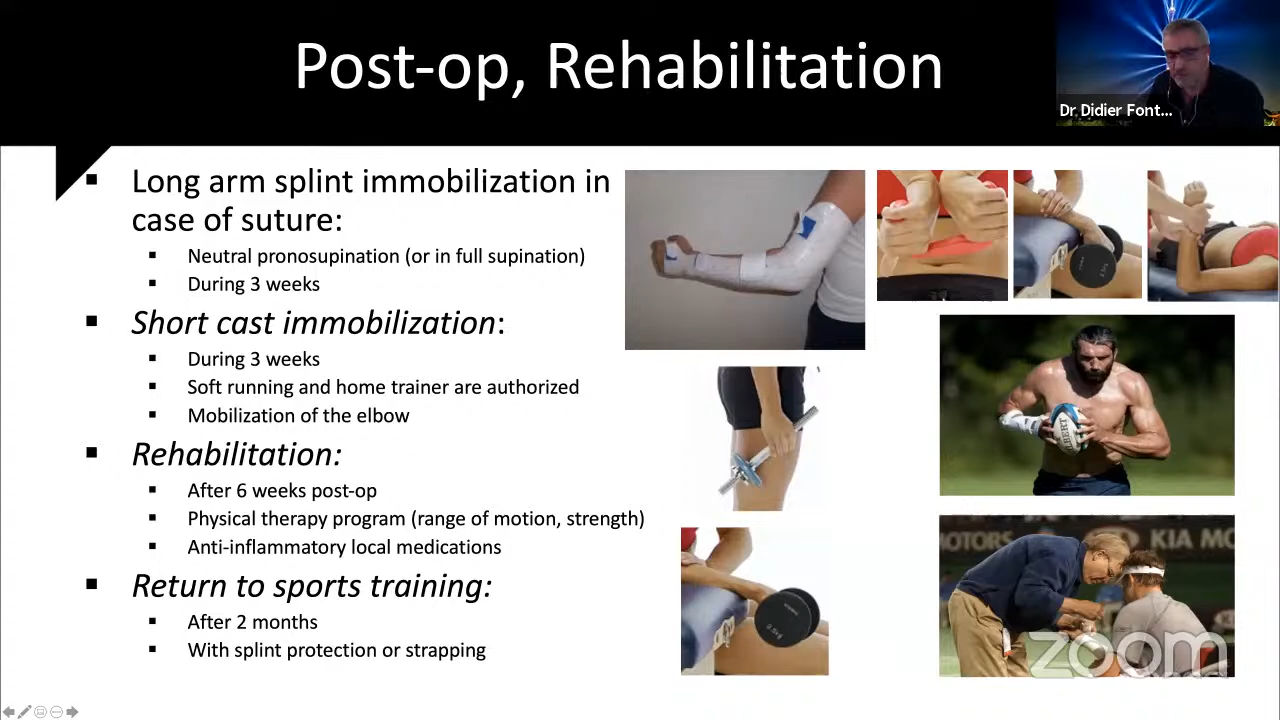 Post-op, Rehabilitation
Dr Didier Font...
▪ Long arm splint immobilization in
case of suture:
▪ Neutral pronosupination (or in full supination)
▪ During 3 weeks
▪ Short cast immobilization:
▪ During 3 weeks
▪ Soft running and home trainer are authorized
▪ Mobilization of the elbow
▪ Rehabilitation:
▪ After 6 weeks post-op
▪ Physical therapy program (range of motion, strength)
▪ Anti-inflammatory local medications
▪ Return to sports training:
▪ After 2 months
▪ With splint protection or strapping
MOTORS
KIA MO
zoom